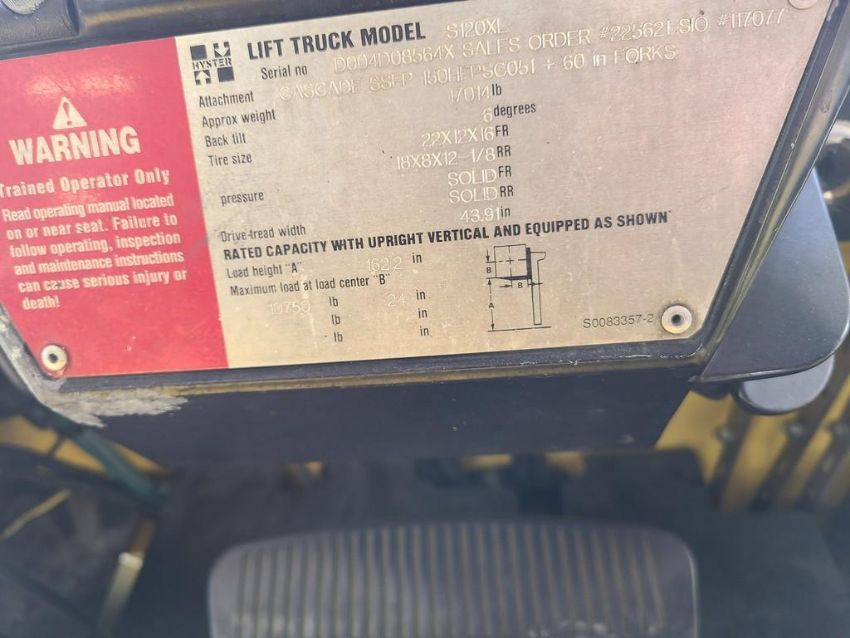 WARNING
Trained Operator Only
Read operating manual located
on or near seat. Failure to
follow operating, inspection
and maintenance instructions
can cause serious injury or
death!
HYSTER
LIFT TRUCK MODEL S120XL
Serial no D004D08564X SALES ORDER #225621.SIO #117077
Attachment CASCADE SSFP 150HFPSC051 + 60 in FORKS
Approx weight 17014 lb
Back tilt 6 degrees
Tire size 22X12X16 FR
18X8X12-1/8 RR
pressure SOLID FR
SOLID RR
Drive-tread width 43.91 in
RATED CAPACITY WITH UPRIGHT VERTICAL AND EQUIPPED AS SHOWN
Load height "A" 162.2 in
Maximum load at load center "B"
10750 lb 24 in
lb in
lb in
B
B
A
S0083357-2